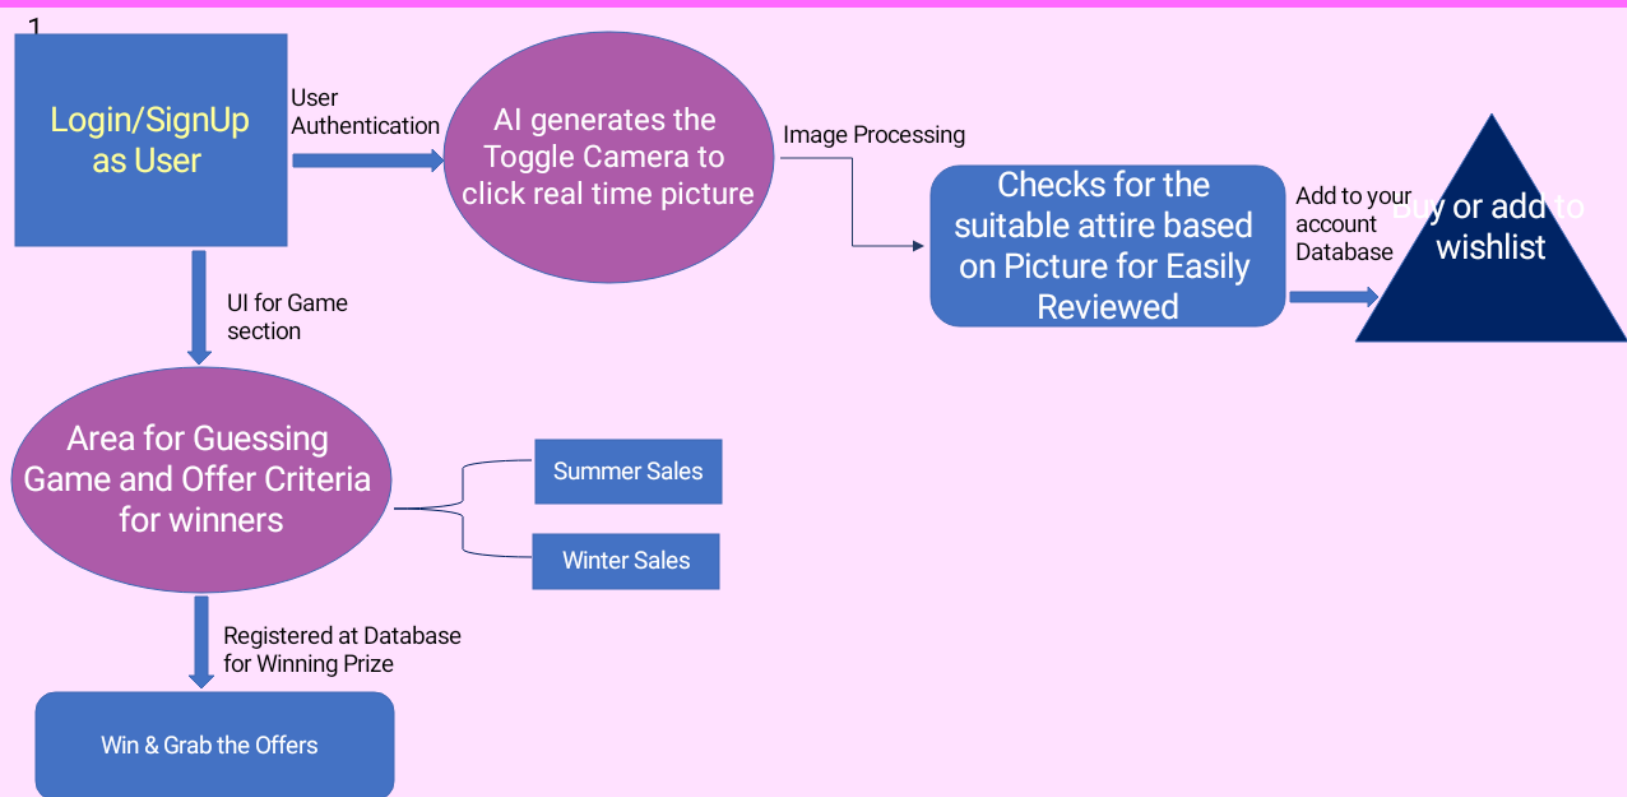 1
Login/SignUp
as User
User
Authentication
AI generates the
Toggle Camera to
click real time picture
Image Processing
Checks for the
suitable attire based
on Picture for Easily
Reviewed
Add to your
account
Database
Buy or add to
wishlist
UI for Game
section
Area for Guessing
Game and Offer Criteria
for winners
Summer Sales
Winter Sales
Registered at Database
for Winning Prize
Win & Grab the Offers